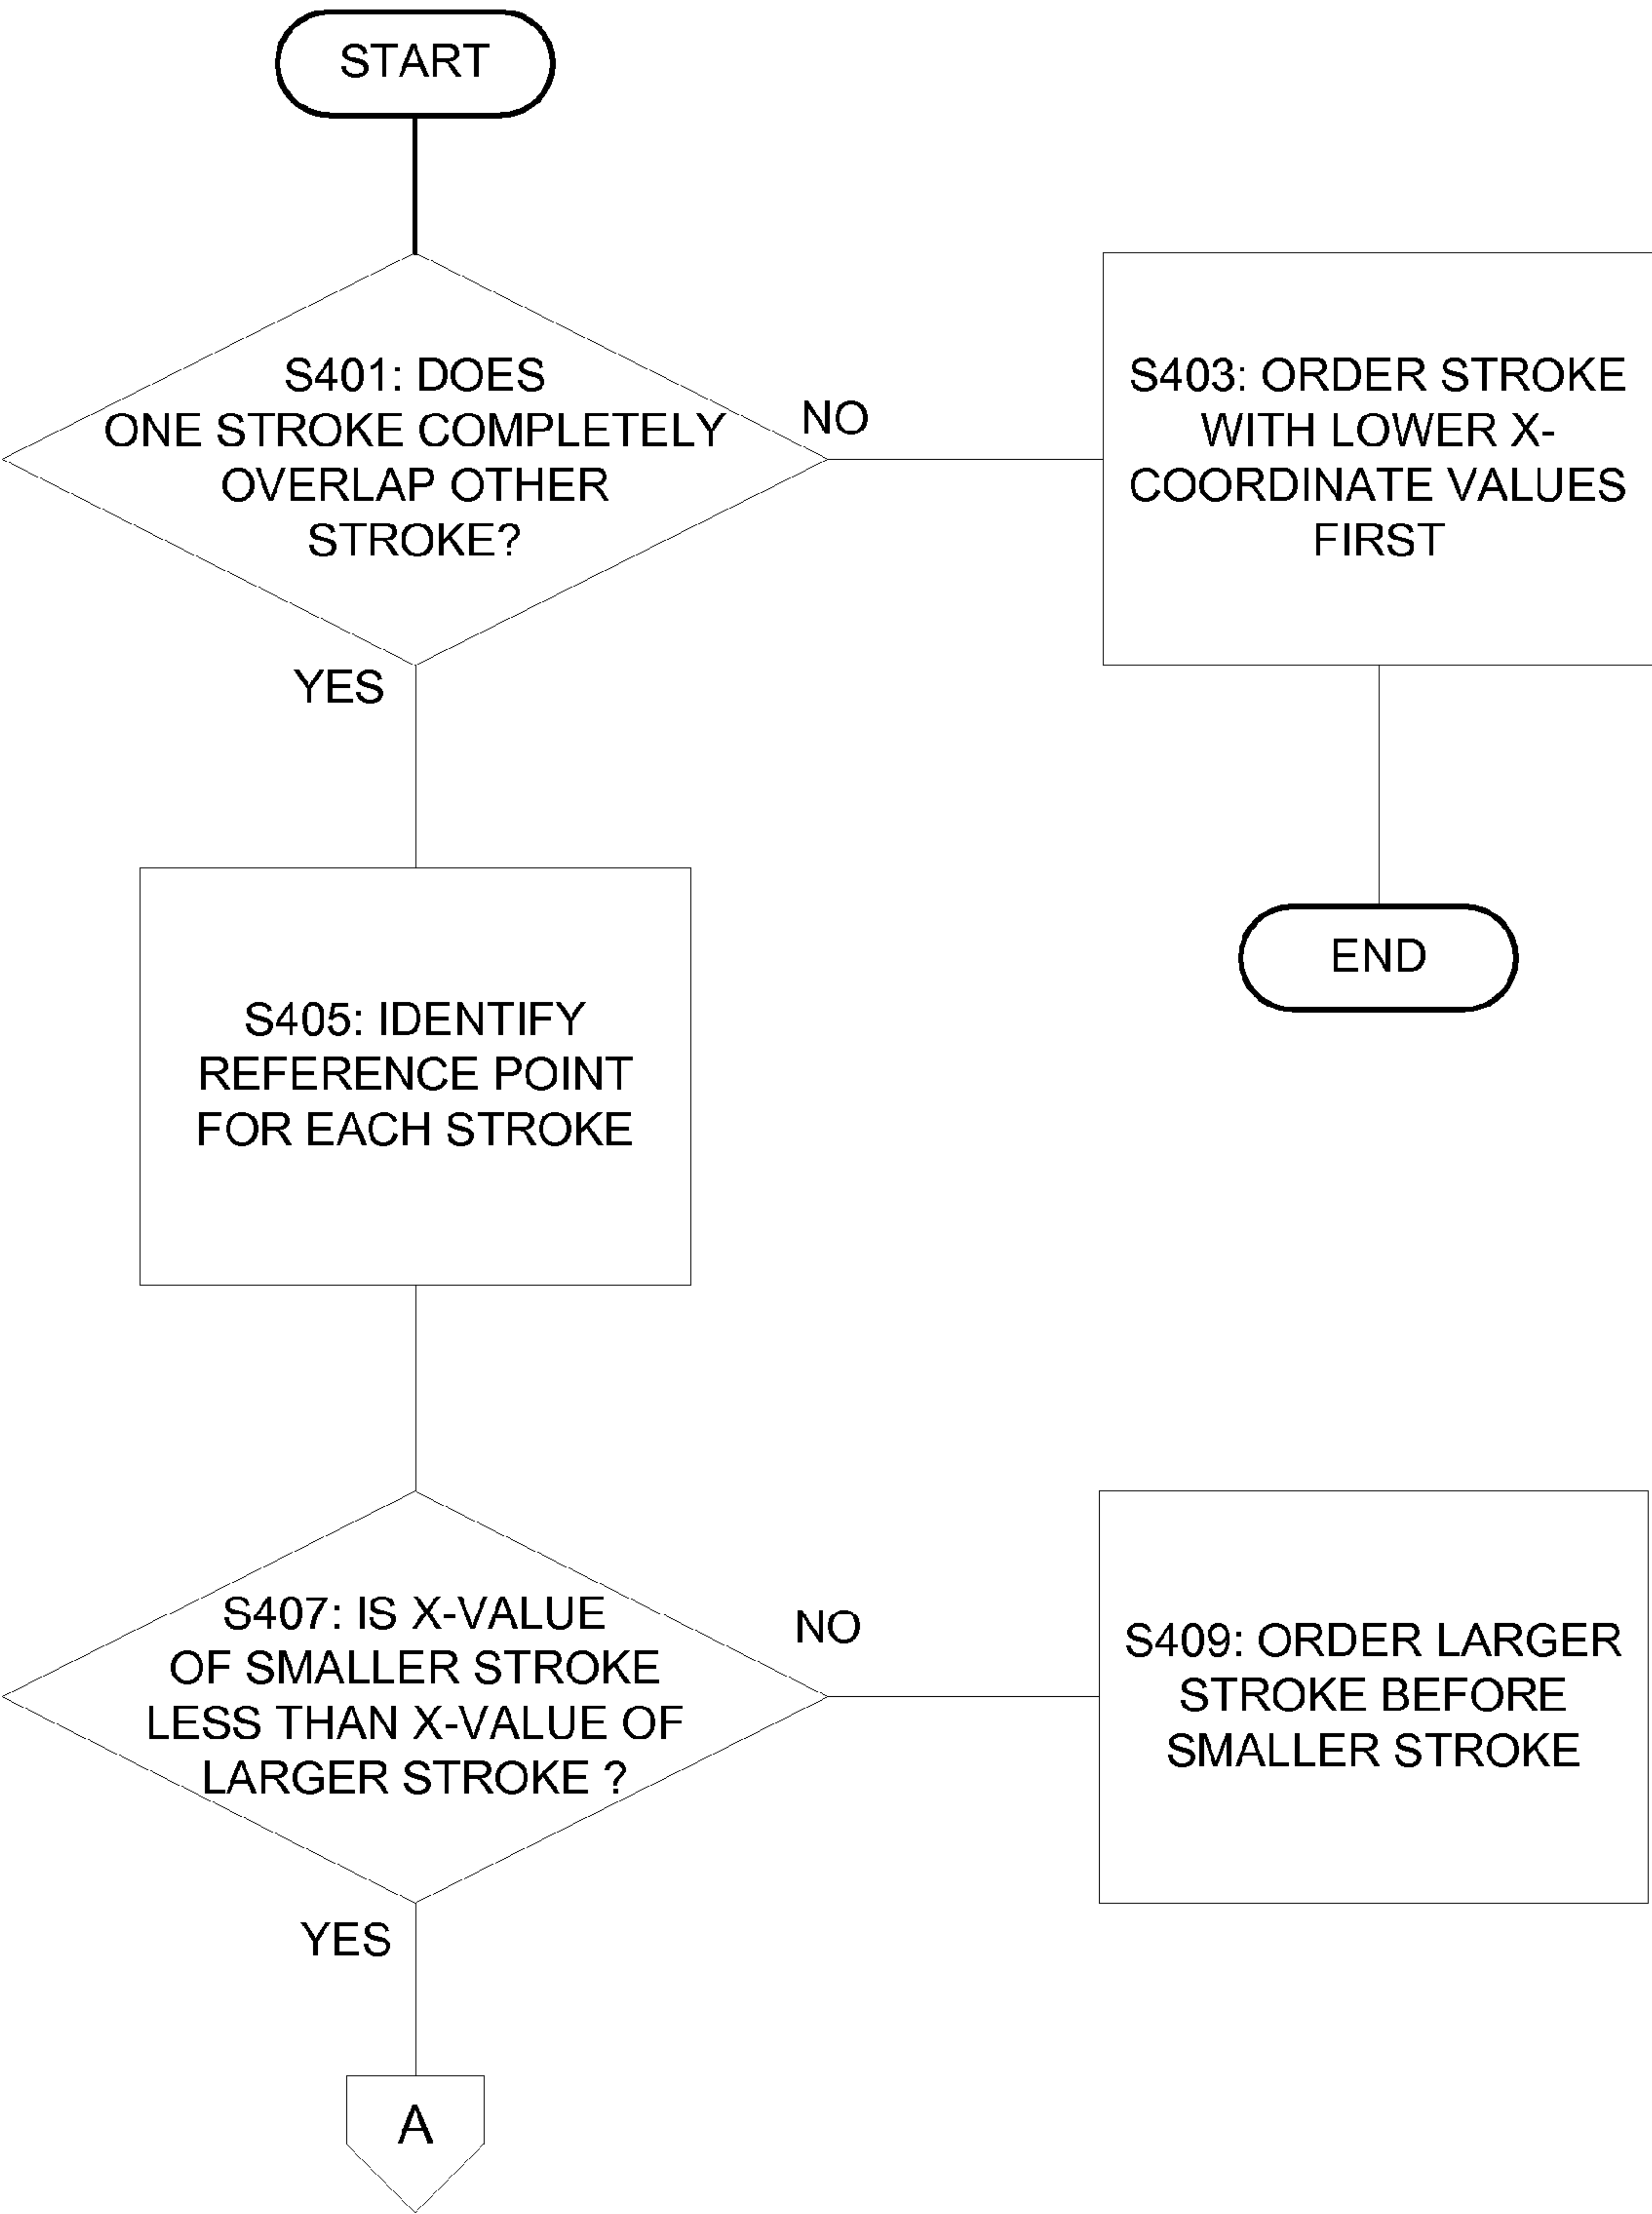 START
S401: DOES
ONE STROKE COMPLETELY
OVERLAP OTHER
STROKE?
NO
S403: ORDER STROKE
WITH LOWER X-
COORDINATE VALUES
FIRST
YES
END
S405: IDENTIFY
REFERENCE POINT
FOR EACH STROKE
S407: IS X-VALUE
OF SMALLER STROKE
LESS THAN X-VALUE OF
LARGER STROKE ?
NO
S409: ORDER LARGER
STROKE BEFORE
SMALLER STROKE
YES
A